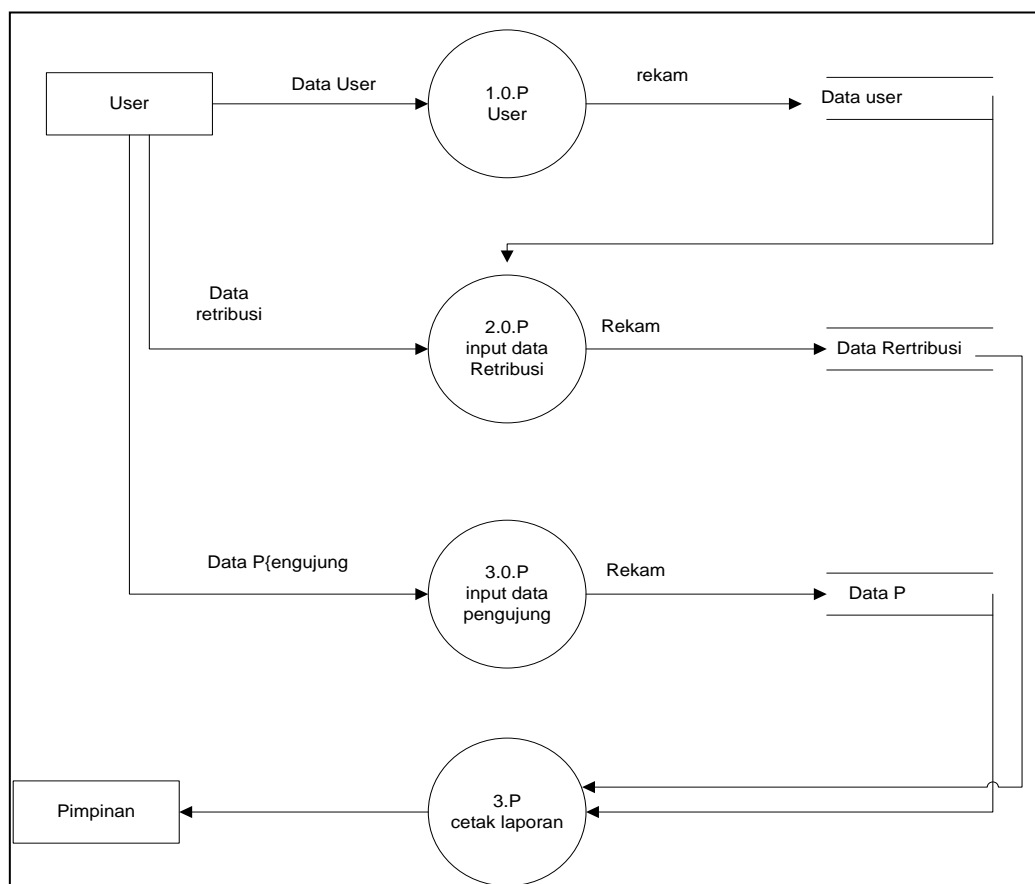 User
Data User
1.0.P
User
rekam
Data user
Data
retribusi
2.0.P
input data
Retribusi
Rekam
Data Rertribusi
Data P{engujung
3.0.P
input data
pengujung
Rekam
Data P
Pimpinan
3.P
cetak laporan